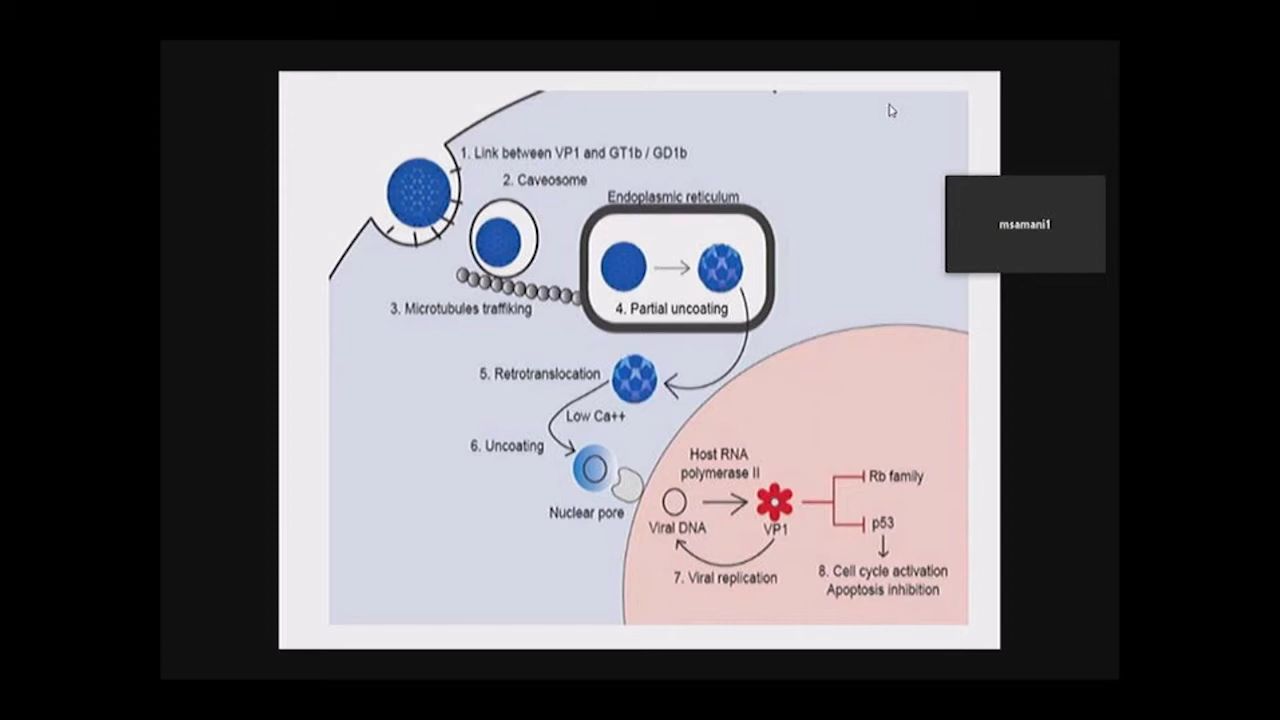 1. Link between VP1 and GT1b / GD1b
2. Caveosome
Endoplasmic reticulum
msamani1
3. Microtubules traffiking
4. Partial uncoating
5. Retrotranslocation
Low Ca++
6. Uncoating
Nuclear pore
Host RNA
polymerase II
Viral DNA
VP1
Rb family
p53
7. Viral replication
8. Cell cycle activation
Apoptosis inhibition